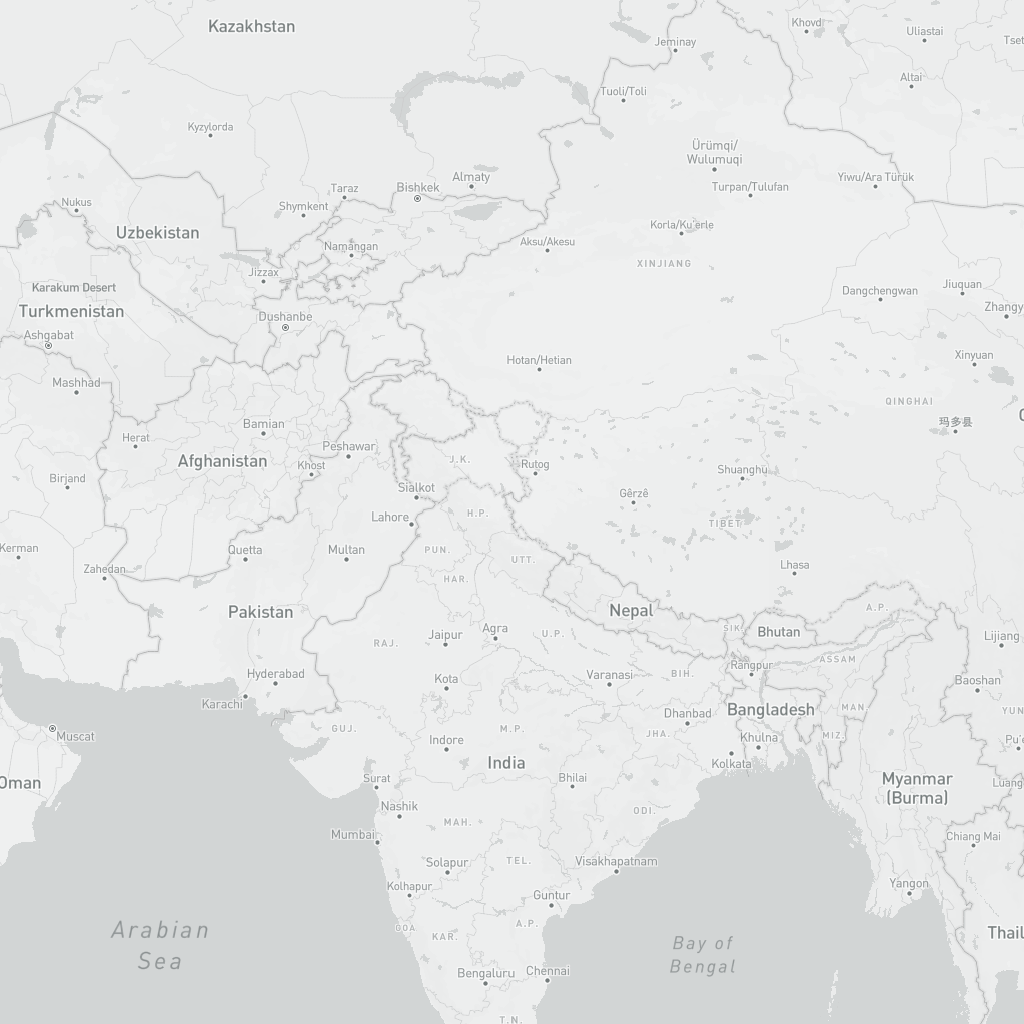 Kazakhstan
Khovd
Uliastai
Tset
Jeminay
Altai
Tuoli/Toli
Kyzylorda
Ürümqi/
Wulumuqi
Almaty
Taraz
Bishkek
Turpan/Tulufan
Yiwu/Ara Türük
Nukus
Shymkent
Korla/Ku'erle
Uzbekistan
Namangan
Aksu/Akesu
XINJIANG
Jizzax
Karakum Desert
Dangchengwan
Jiuquan
Turkmenistan
Dushanbe
Zhangy
Ashgabat
Hotan/Hetian
Xinyuan
Mashhad
QINGHAI
玛多县
Bamian
Herat
Peshawar
Afghanistan
Khost
J.K.
Rutog
Shuanghu
Birjand
Sialkot
Gêrzê
Lahore
H.P.
TIBET
Kerman
Quetta
Multan
PUN.
UTT.
Zahedan
HAR.
Lhasa
Pakistan
Nepal
A.P.
SIK.
Bhutan
RAJ.
Jaipur
Agra
U.P.
Lijiang
ASSAM
Rangpur
Hyderabad
Kota
Varanasi
BIH.
Baoshan
Karachi
Dhanbad
Bangladesh
MAN.
YUN
GUJ.
M.P.
JHA.
Khulna
MIZ.
Muscat
Indore
Pu'e
India
Kolkata
Oman
Surat
Bhilai
Myanmar
(Burma)
Luang
Nashik
ODI.
Mumbai
MAH.
Chiang Mai
Solapur
TEL.
Visakhapatnam
Kolhapur
Guntur
Yangon
GOA
Arabian
Sea
KAR.
A.P.
Bay of
Bengal
Thail
Bengaluru
Chennai
T.N.